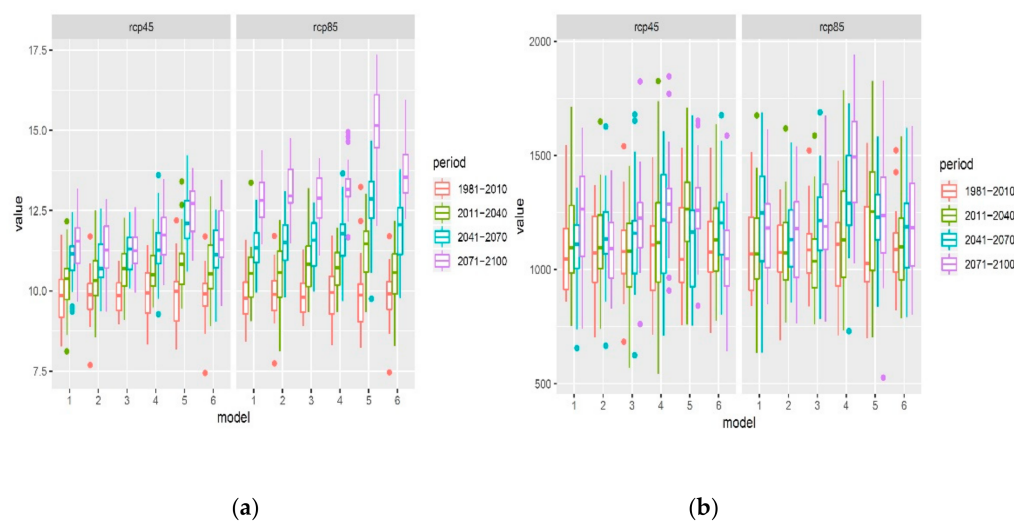 rcp45 rcp85
17.5
15.0
12.5
10.0
7.5
value
1 2 3 4 5 6 1 2 3 4 5 6
model
period
1981−2010
2011−2040
2041−2070
2071−2100
rcp45 rcp85
2000
1500
1000
500
value
1 2 3 4 5 6 1 2 3 4 5 6
model
period
1981−2010
2011−2040
2041−2070
2071−2100
(a) (b)